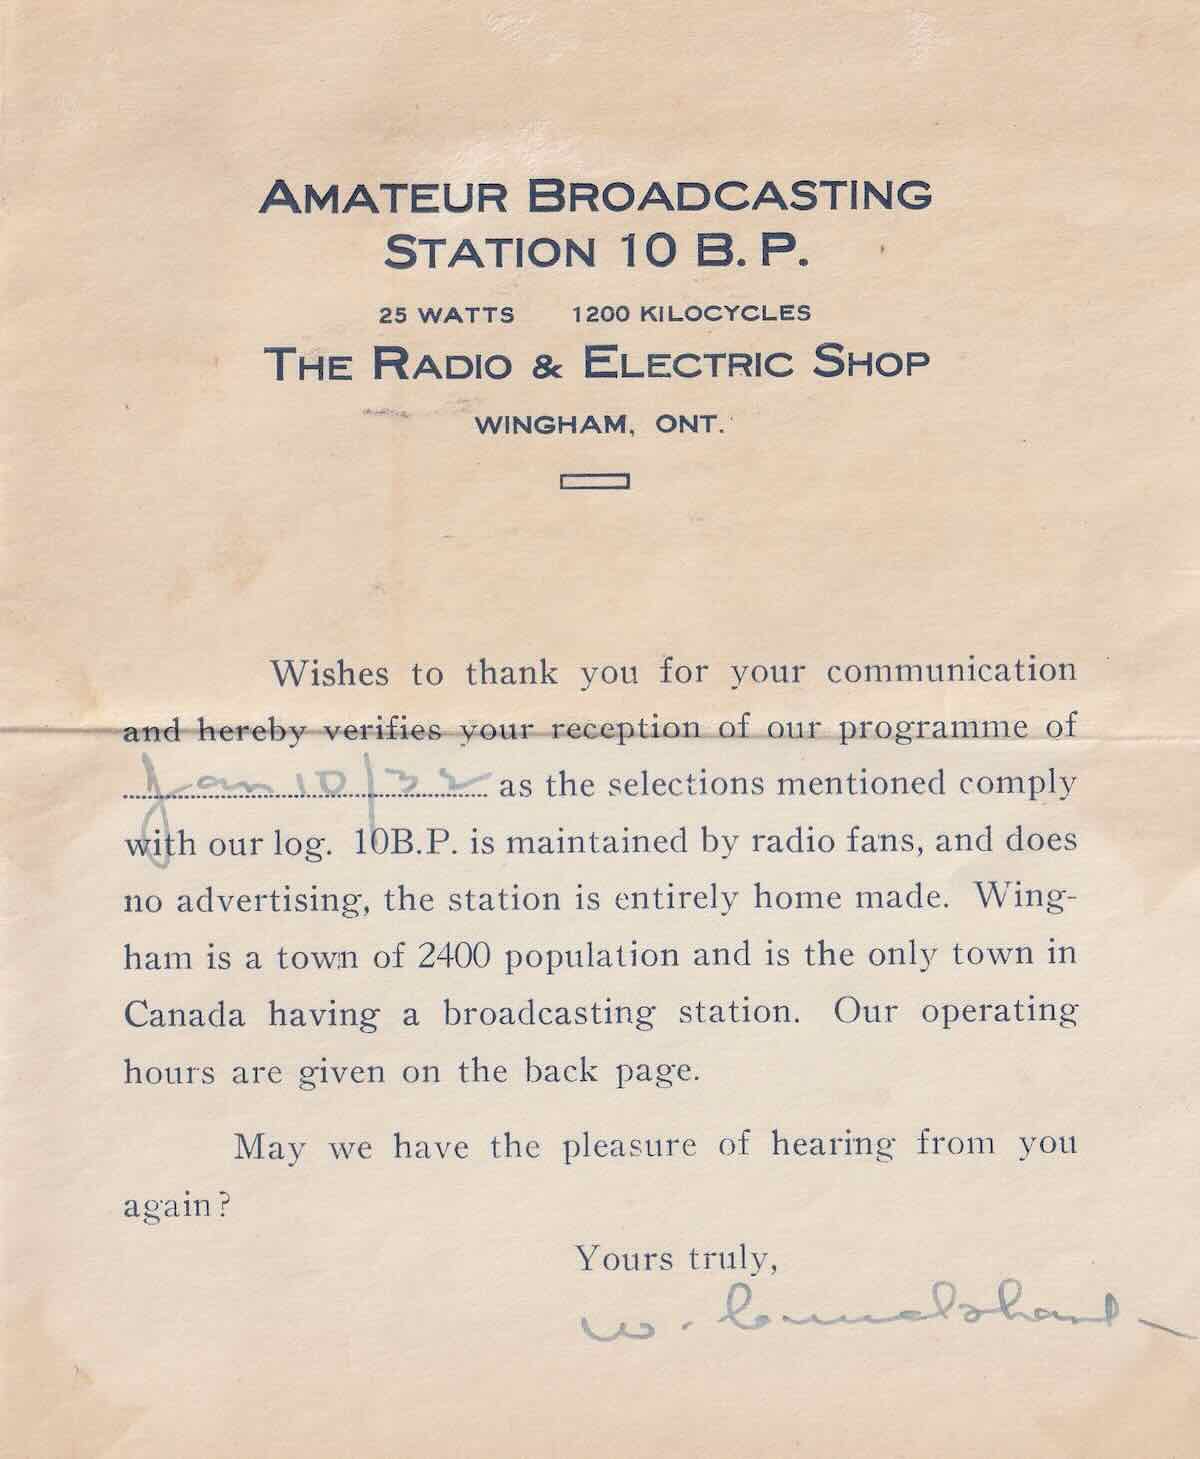 AMATEUR BROADCASTING
STATION 10 B. P.
25 WATTS 1200 KILOCYCLES
THE RADIO & ELECTRIC SHOP
WINGHAM, ONT.
Wishes to thank you for your communication
and hereby verifies your reception of our programme of
Jan 10/32 as the selections mentioned comply
with our log. 10B.P. is maintained by radio fans, and does
no advertising, the station is entirely home made. Wing-
ham is a town of 2400 population and is the only town in
Canada having a broadcasting station. Our operating
hours are given on the back page.
May we have the pleasure of hearing from you
again?
Yours truly,
W.